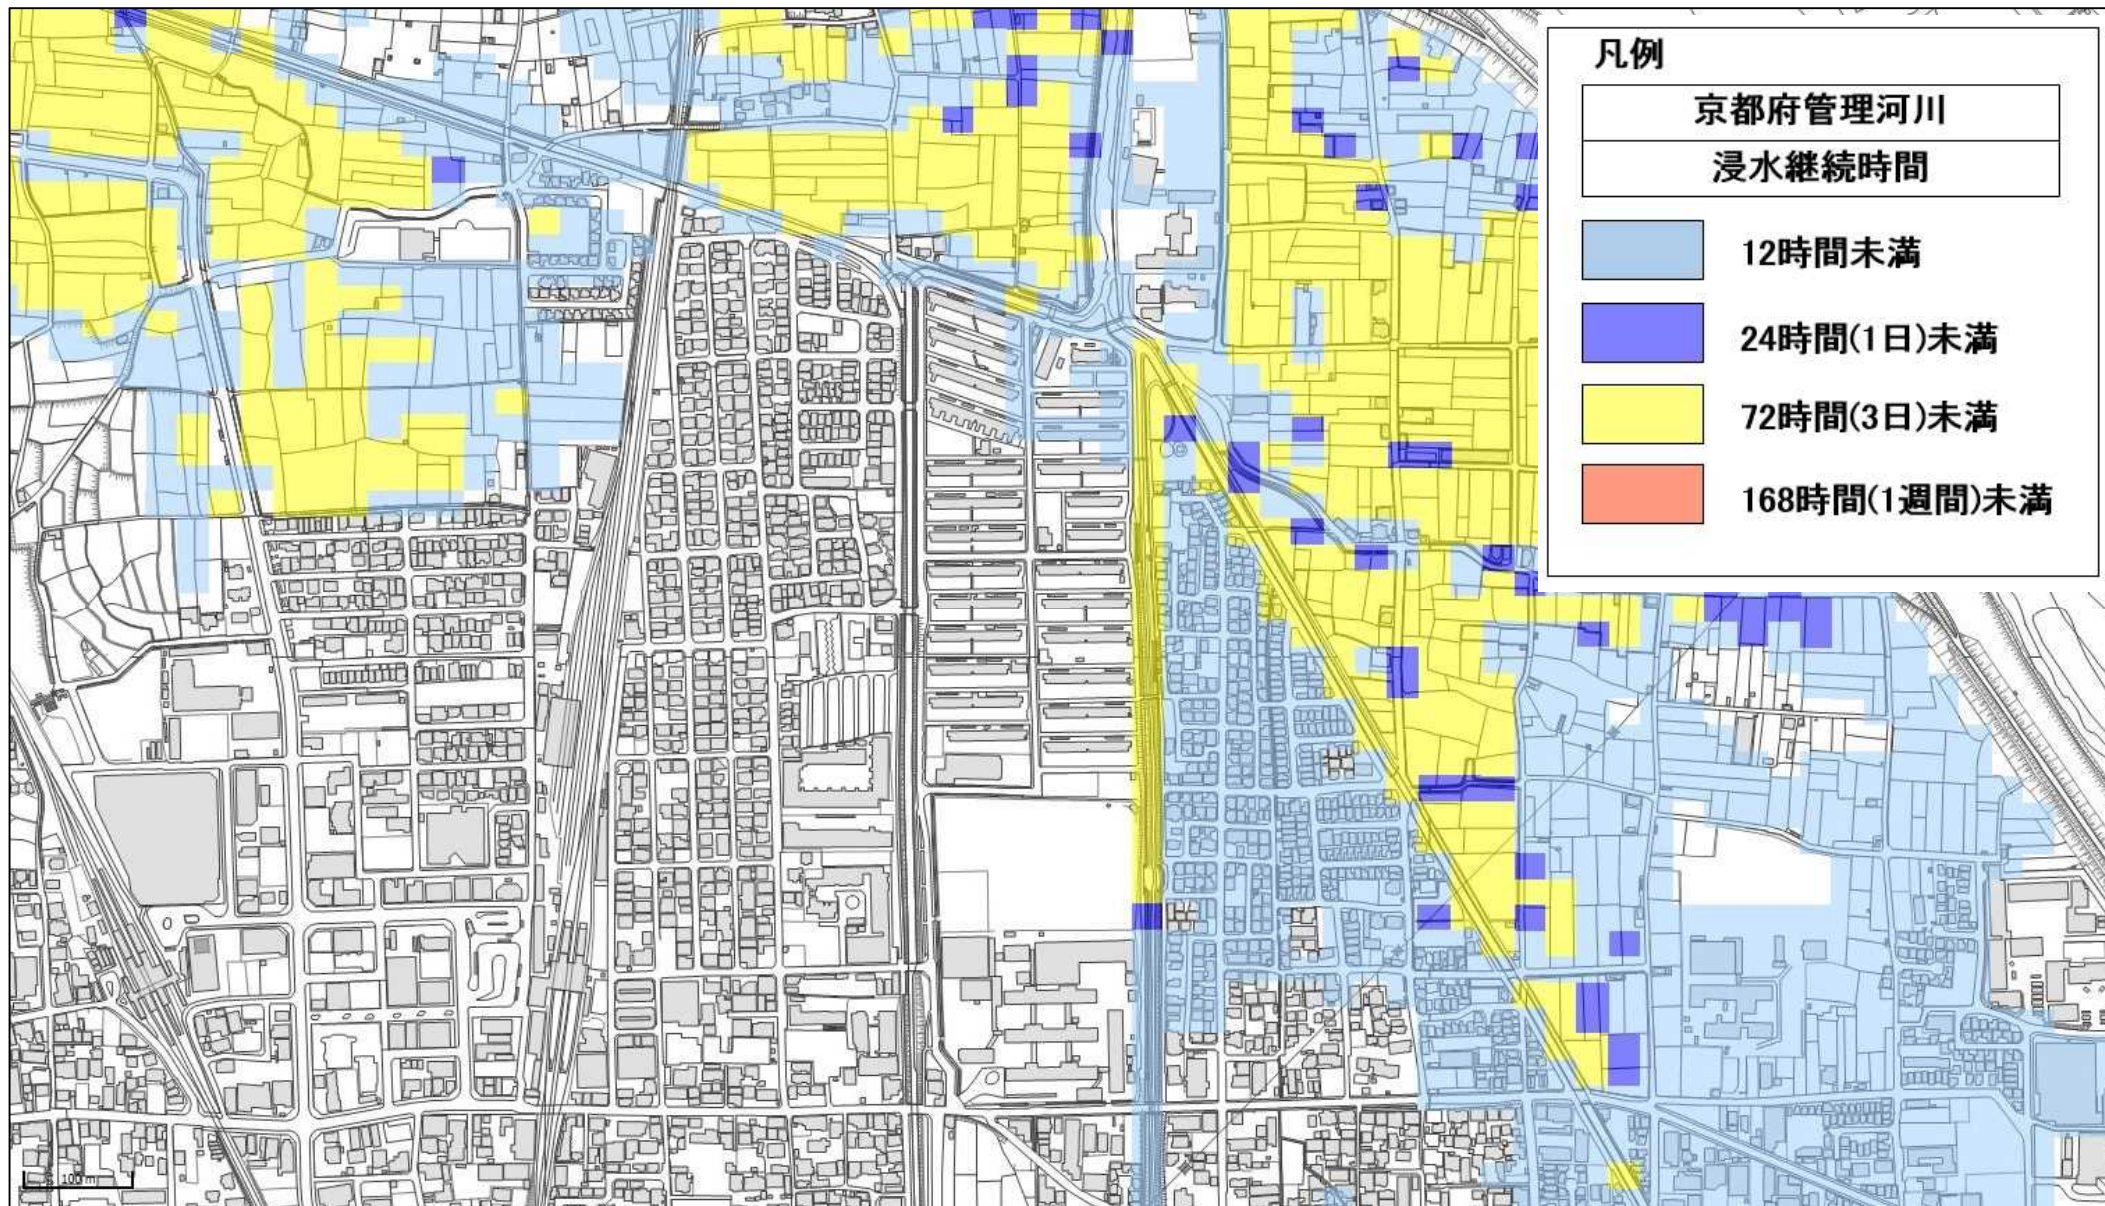 凡例
京都府管理河川
浸水継続時間
12時間未満
24時間(1日)未満
72時間(3日)未満
168時間(1週間)未満
100 m